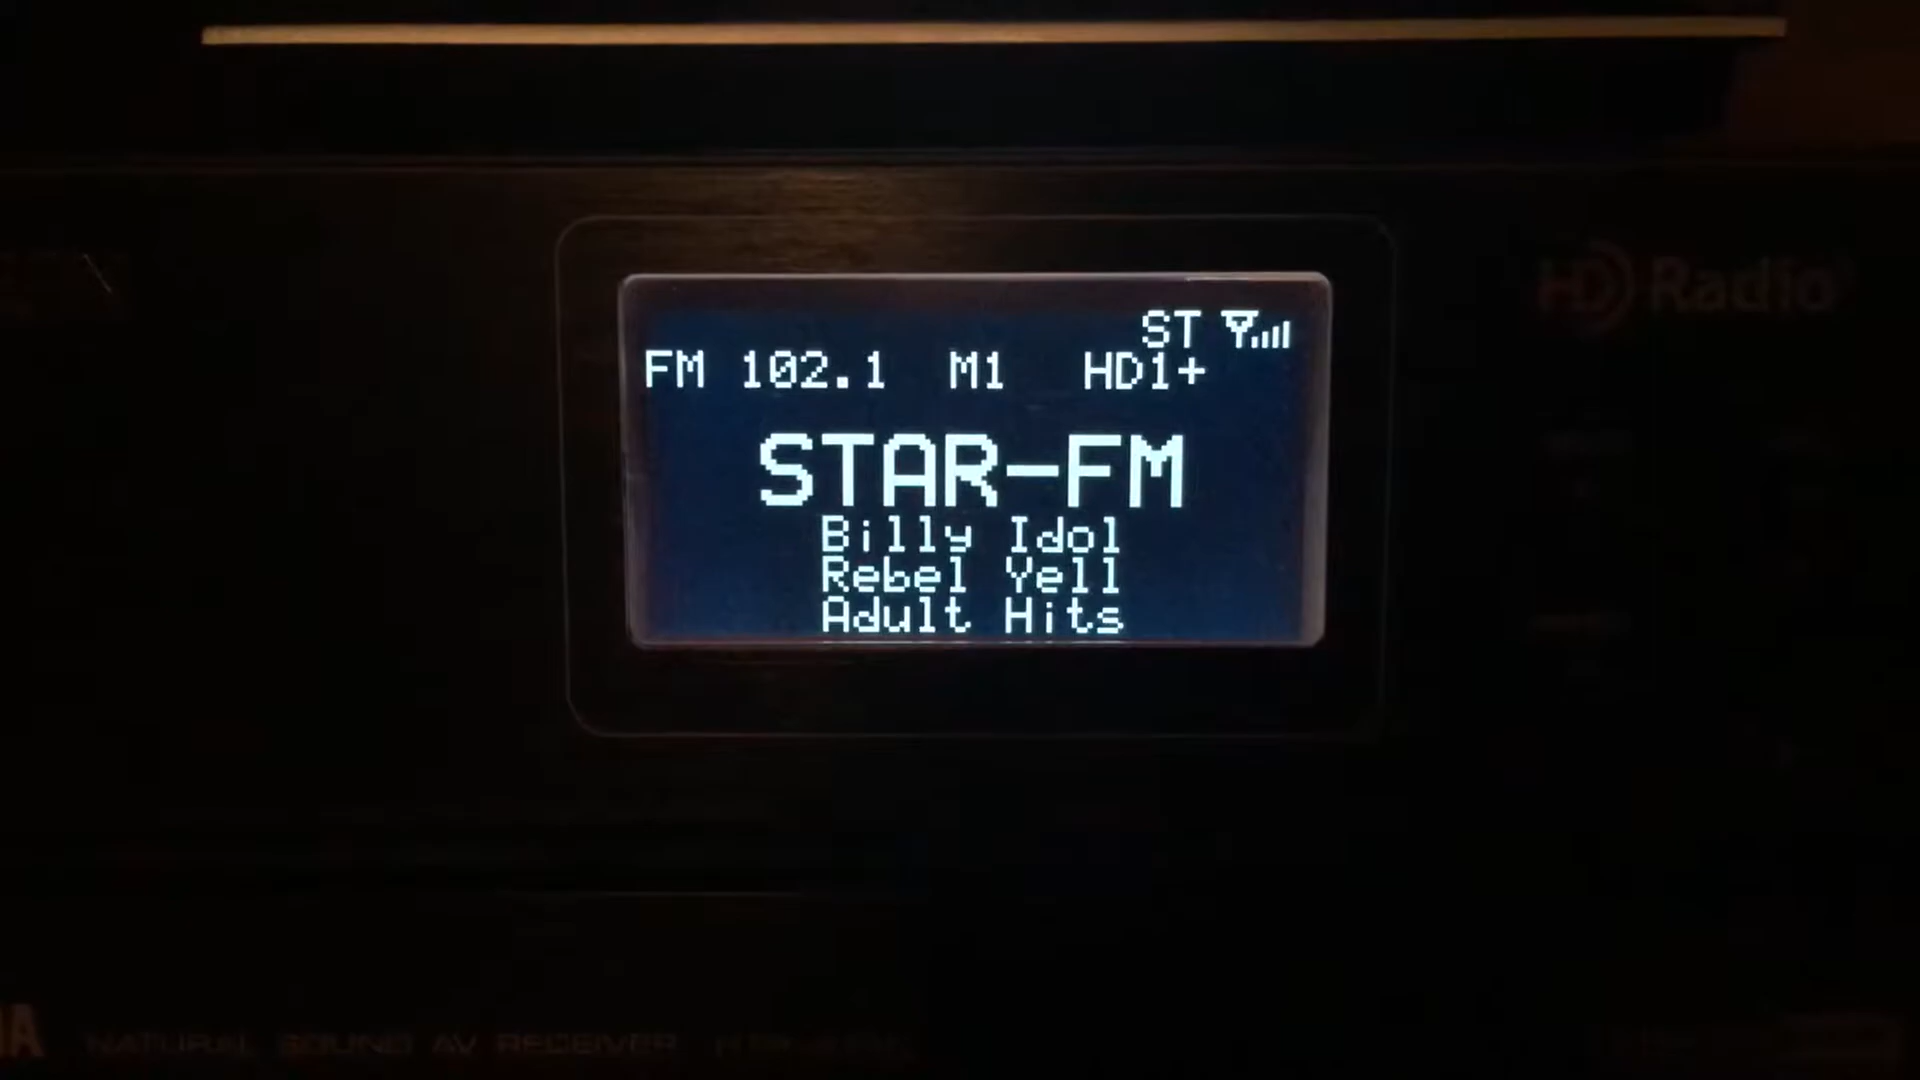 HD Radio
ST
FM 102.1 M1 HD1+
STAR-FM
Billy Idol
Rebel Yell
Adult Hits
NATURAL SOUND AV RECEIVER